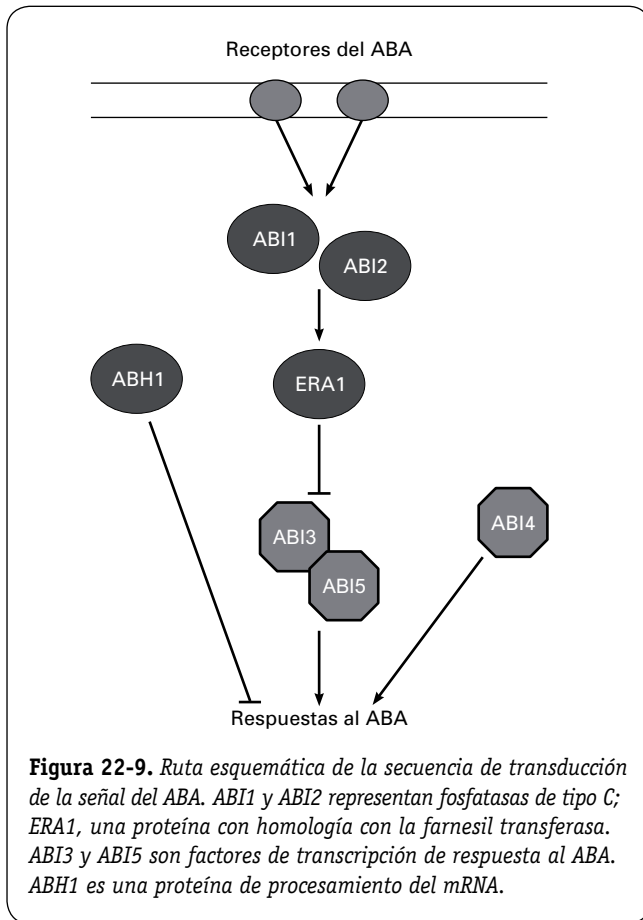 Receptores del ABA
ABI1
ABI2
ABH1
ERA1
ABI3
ABI4
ABI5
Respuestas al ABA
Figura 22-9. Ruta esquemática de la secuencia de transducción
de la señal del ABA. ABI1 y ABI2 representan fosfatasas de tipo C;
ERA1, una proteína con homología con la farnesil transferasa.
ABI3 y ABI5 son factores de transcripción de respuesta al ABA.
ABH1 es una proteína de procesamiento del mRNA.